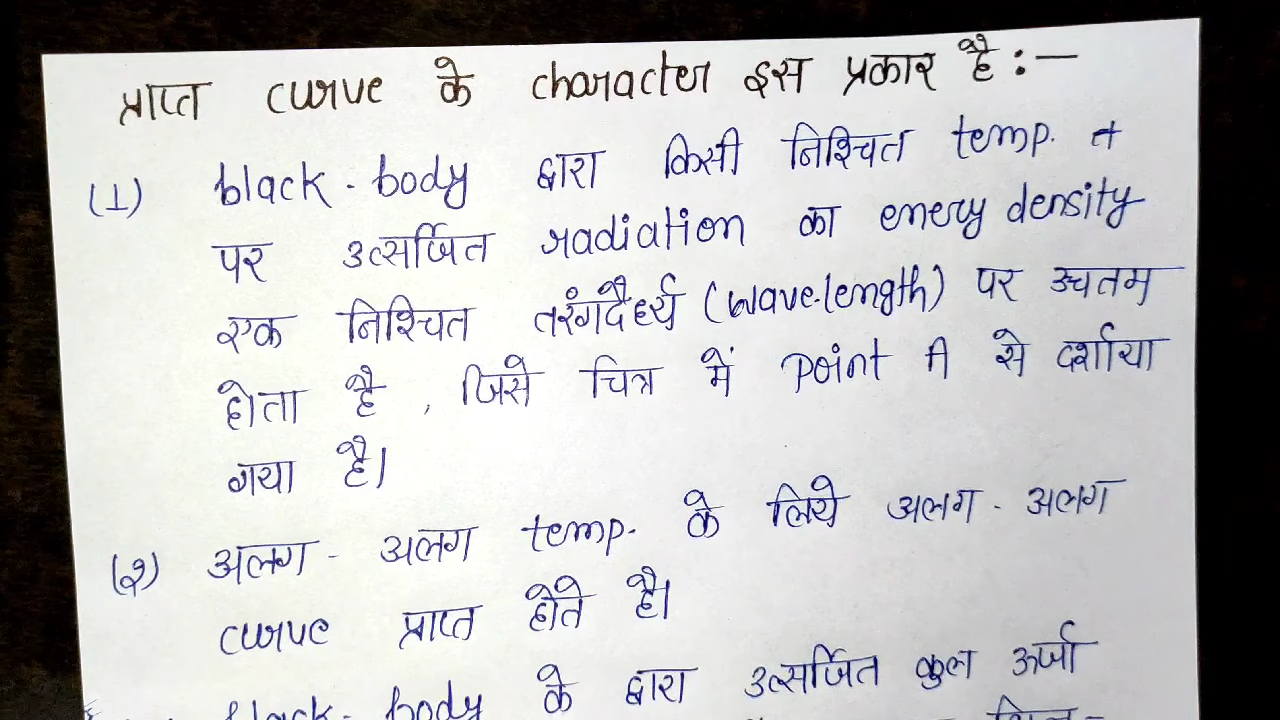 प्राप्त curve के character इस प्रकार है :—
(1) black-body द्वारा किसी निश्चित temp. t
पर उत्सर्जित radiation का energy density
एक निश्चित तरंगदैर्ध्य (wave-length) पर उच्चतम
होता है, जिसे चित्र में Point A से दर्शाया
गया है।
(२) अलग - अलग temp. के लिये अलग - अलग
curve प्राप्त होते है।
black-body के द्वारा उत्सर्जित कुल ऊर्जा